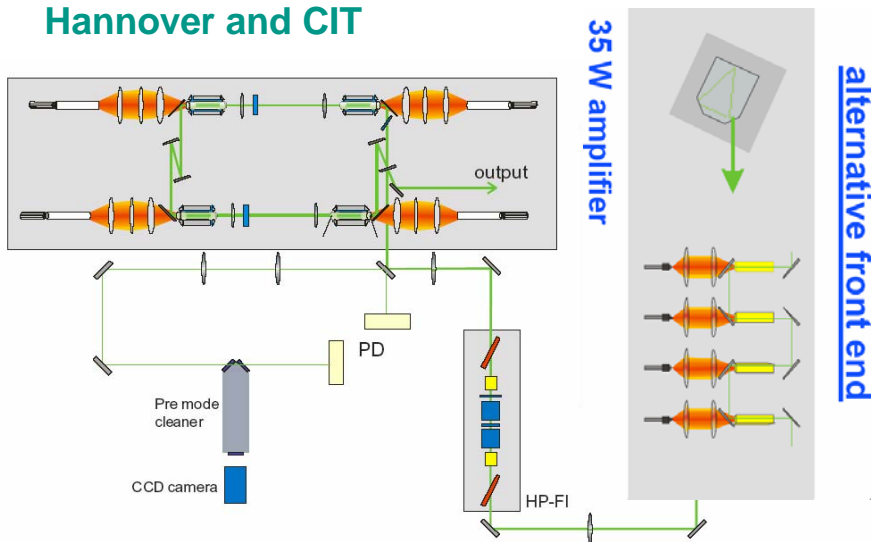 Hannover and CIT
output
PD
Pre mode
cleaner
CCD camera
HP-FI
35 W amplifier
alternative front end